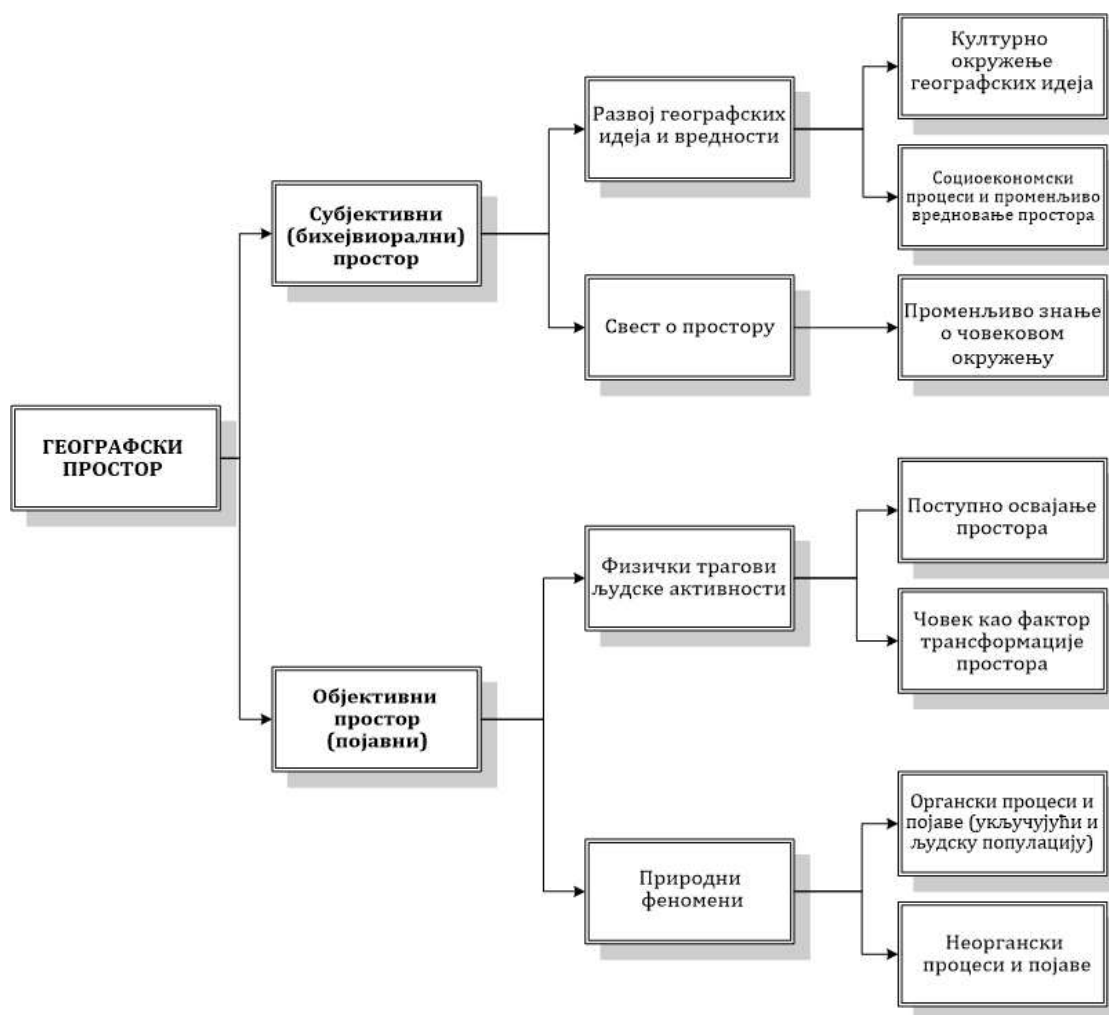 ГЕОГРАФСКИ
ПРОСТОР
Субјективни
(бихејвиорални)
простор
Развој географских
идеја и вредности
Културно
окружење
географских идеја
Социоекономски
процеси и променљиво
вредновање простора
Свест о простору
Променљиво знање
о човековом
окружењу
Објективни
простор
(појавни)
Физички трагови
људске активности
Поступно освајање
простора
Човек као фактор
трансформације
простора
Природни
феномени
Органски процеси и
појаве (укључујући и
људску популацију)
Неоргански
процеси и појаве